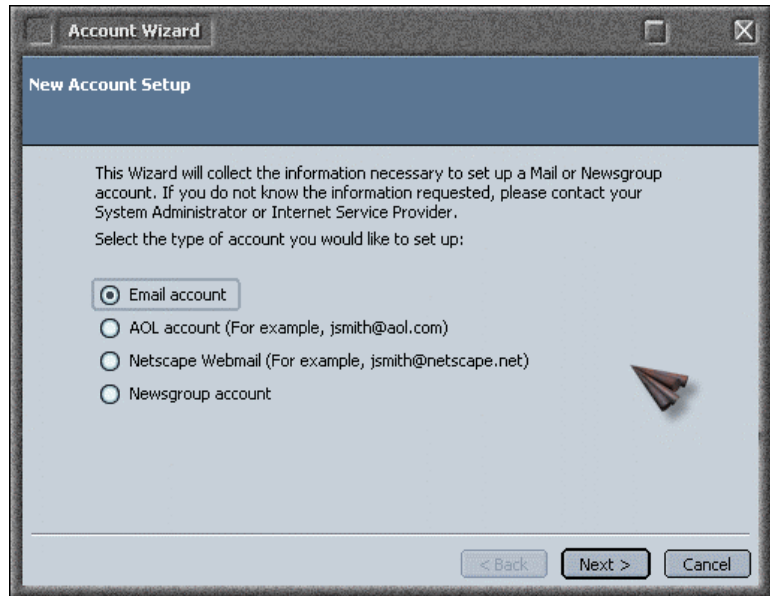 Account Wizard
New Account Setup
This Wizard will collect the information necessary to set up a Mail or Newsgroup
account. If you do not know the information requested, please contact your
System Administrator or Internet Service Provider.
Select the type of account you would like to set up:
Email account
AOL account (For example, jsmith@aol.com)
Netscape Webmail (For example, jsmith@netscape.net)
Newsgroup account
< Back Next > Cancel